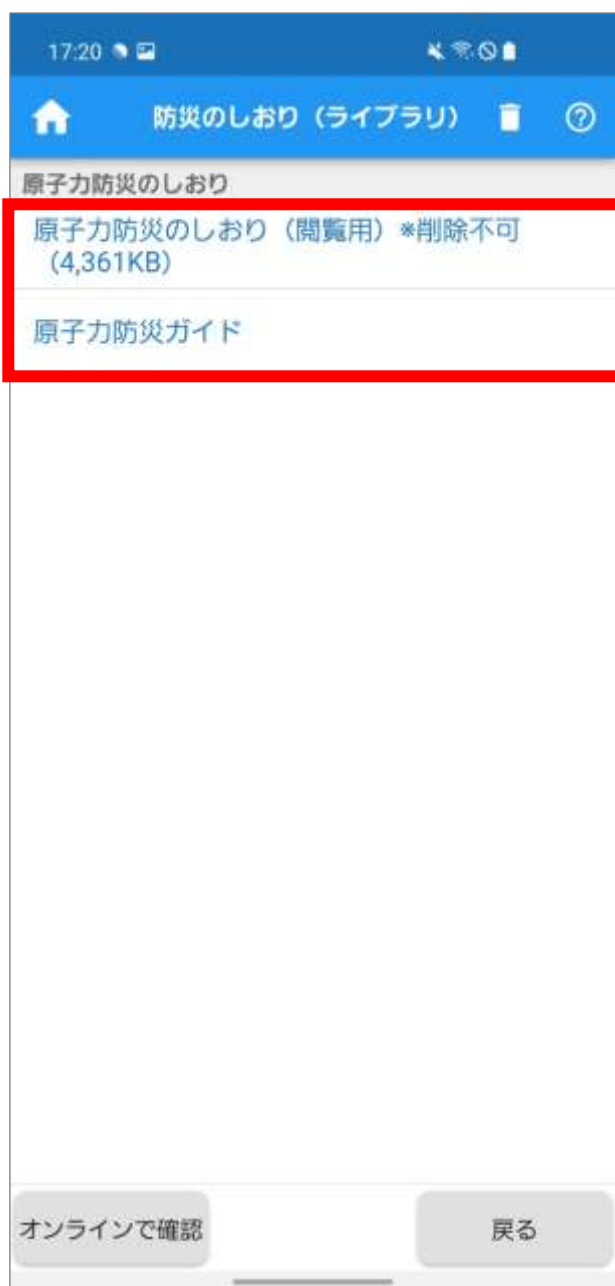 17:20
防災のしおり（ライブラリ）
原子力防災のしおり
原子力防災のしおり（閲覧用）※削除不可
（4,361KB）
原子力防災ガイド
オンラインで確認
戻る